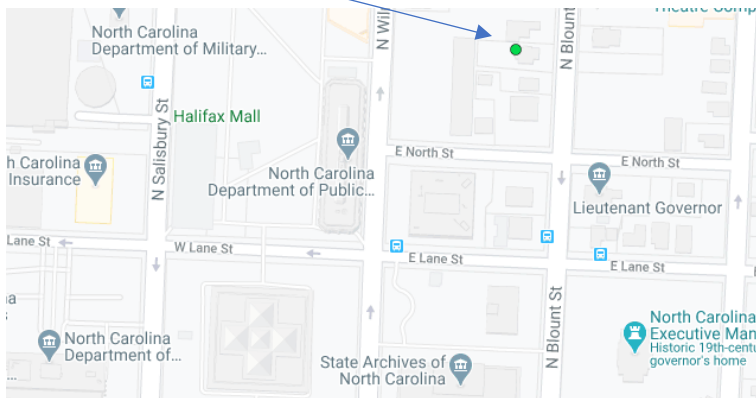 Theatre Comp
North Carolina
Department of Military...
N Wil
N Blount
N Salisbury St
Halifax Mall
h Carolina
Insurance
North Carolina
Department of Public...
E North St
E North St
Lieutenant Governor
Lane St
W Lane St
E Lane St
E Lane St
N Blount St
North Carolina
Executive Man
Historic 19th-centu
governor's home
na
s
North Carolina
Department of...
State Archives of
North Carolina